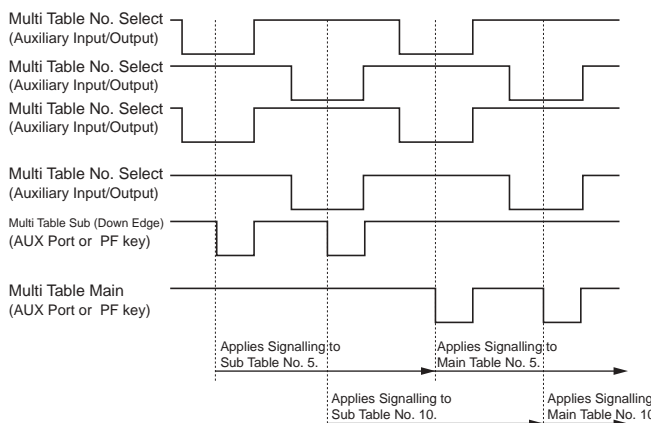 Multi Table No. Select
(Auxiliary Input/Output)
Multi Table No. Select
(Auxiliary Input/Output)
Multi Table No. Select
(Auxiliary Input/Output)
Multi Table No. Select
(Auxiliary Input/Output)
Multi Table Sub (Down Edge)
(AUX Port or PF key)
Multi Table Main
(AUX Port or PF key)
Applies Signalling to
Sub Table No. 5.
Applies Signalling to
Main Table No. 5.
Applies Signalling to
Sub Table No. 10.
Applies Signalling
Main Table No. 10